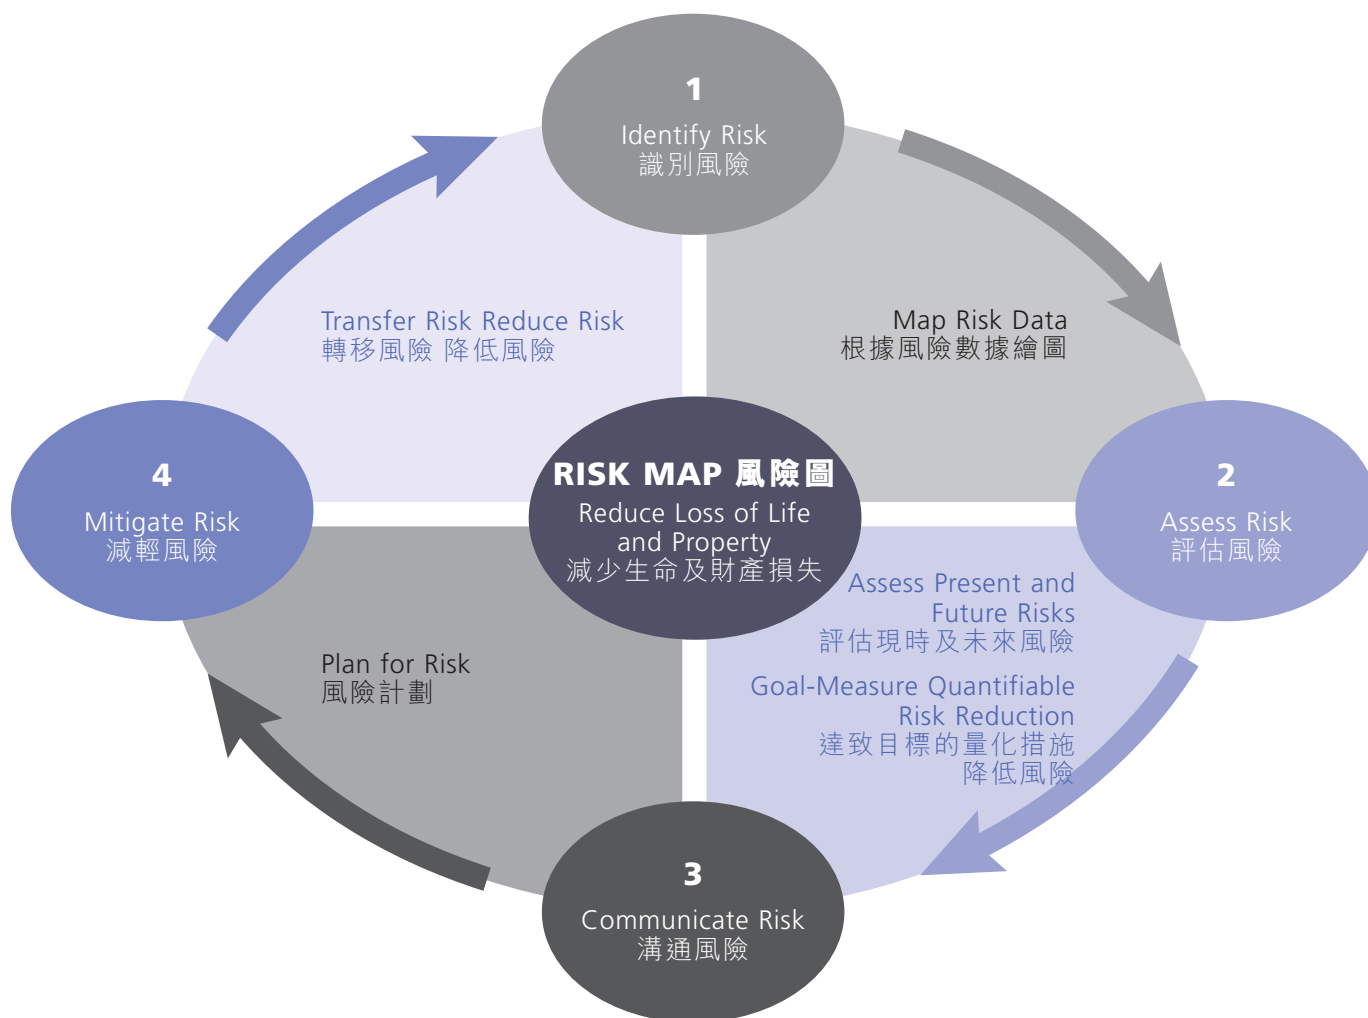 1
Identify Risk
識別風險
Transfer Risk Reduce Risk
轉移風險 降低風險
Map Risk Data
根據風險數據繪圖
4
Mitigate Risk
減輕風險
RISK MAP 風險圖
Reduce Loss of Life
and Property
減少生命及財產損失
2
Assess Risk
評估風險
Assess Present and
Future Risks
評估現時及未來風險
Goal-Measure Quantifiable
Risk Reduction
達致目標的量化措施
降低風險
Plan for Risk
風險計劃
3
Communicate Risk
溝通風險